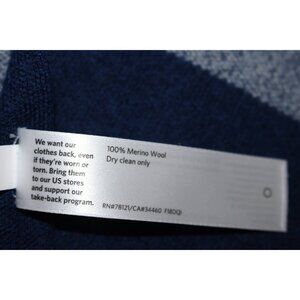 We want our
clothes back, even
if they're worn or
torn. Bring them
to our US stores
and support our
take-back program.
100% Merino Wool
Dry clean only
RN#78121/CA#34460 F18DQi